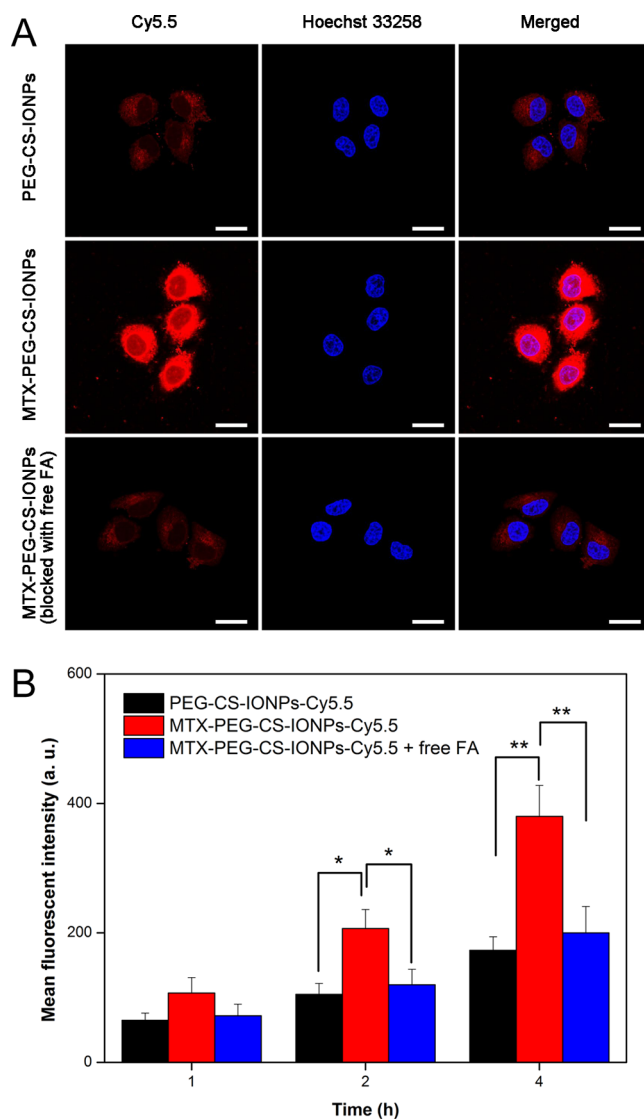 A
Cy5.5
Hoechst 33258
Merged
PEG-CS-IONPs
MTX-PEG-CS-IONPs
MTX-PEG-CS-IONPs
(blocked with free FA)
B
600
400
200
0
Mean fluorescent intensity (a. u.)
PEG-CS-IONPs-Cy5.5
MTX-PEG-CS-IONPs-Cy5.5
MTX-PEG-CS-IONPs-Cy5.5 + free FA
*
*
**
**
1
2
4
Time (h)